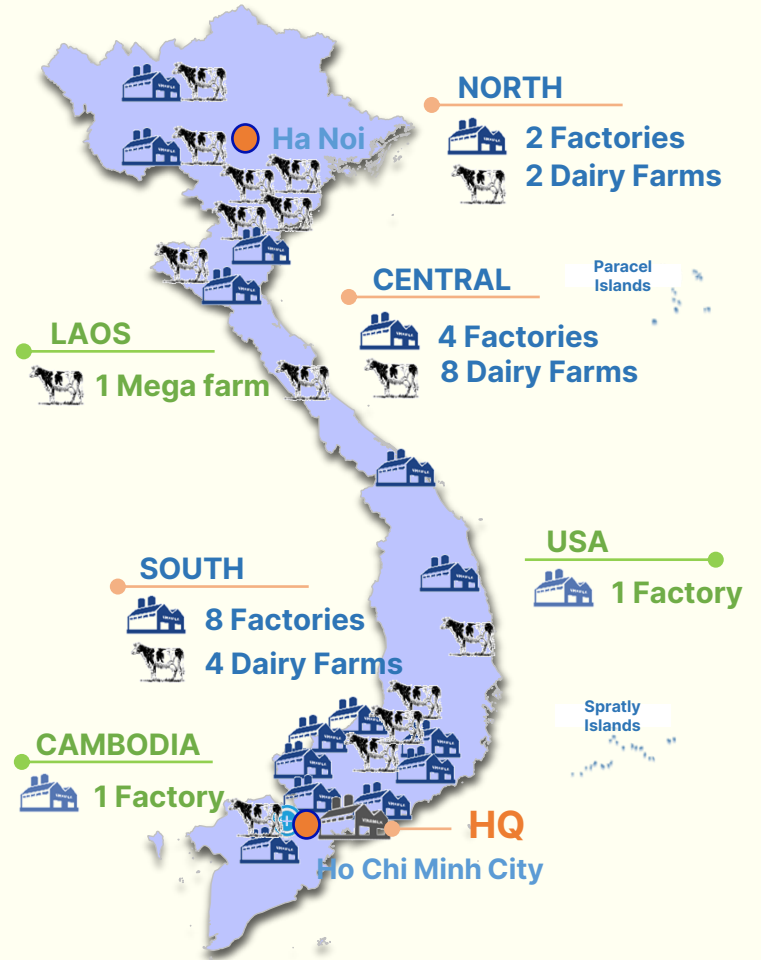 NORTH
Ha Noi
2 Factories
2 Dairy Farms
Paracel
Islands
CENTRAL
4 Factories
8 Dairy Farms
LAOS
1 Mega farm
USA
1 Factory
SOUTH
8 Factories
4 Dairy Farms
Spratly
Islands
CAMBODIA
1 Factory
HQ
Ho Chi Minh City